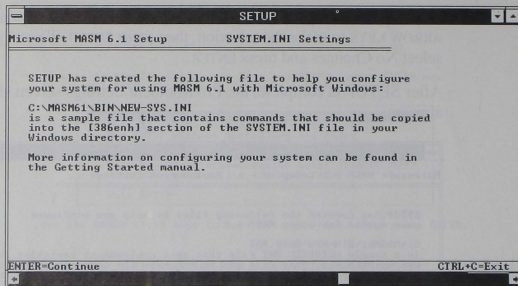 SETUP
Microsoft MASM 6.1 Setup SYSTEM.INI Settings
SETUP has created the following file to help you configure
your system for using MASM 6.1 with Microsoft Windows:
C:\MASM61\BIN\NEW-SYS.INI
is a sample file that contains commands that should be copied
into the [386enh] section of the SYSTEM.INI file in your
Windows directory.
More information on configuring your system can be found in
the Getting Started manual.
ENTER=Continue CTRL+C=Exit